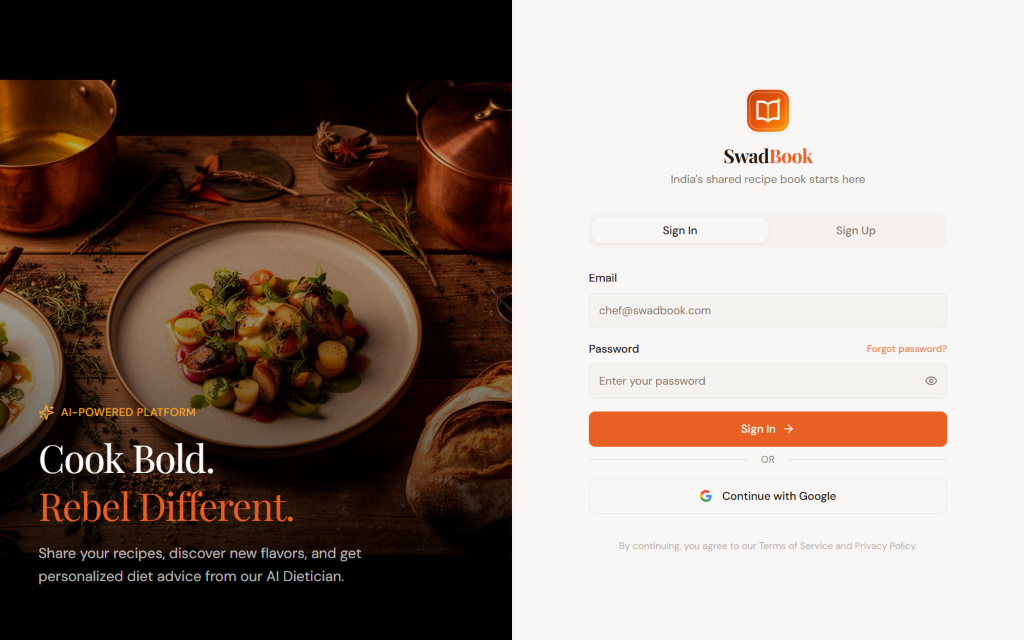 AI-POWERED PLATFORM
Cook Bold.
Rebel Different.
Share your recipes, discover new flavors, and get
personalized diet advice from our AI Dietician.
SwadBook
India's shared recipe book starts here
Sign In
Sign Up
Email
chef@swadbook.com
Password
Forgot password?
Enter your password
Sign In
OR
Continue with Google
By continuing, you agree to our Terms of Service and Privacy Policy.